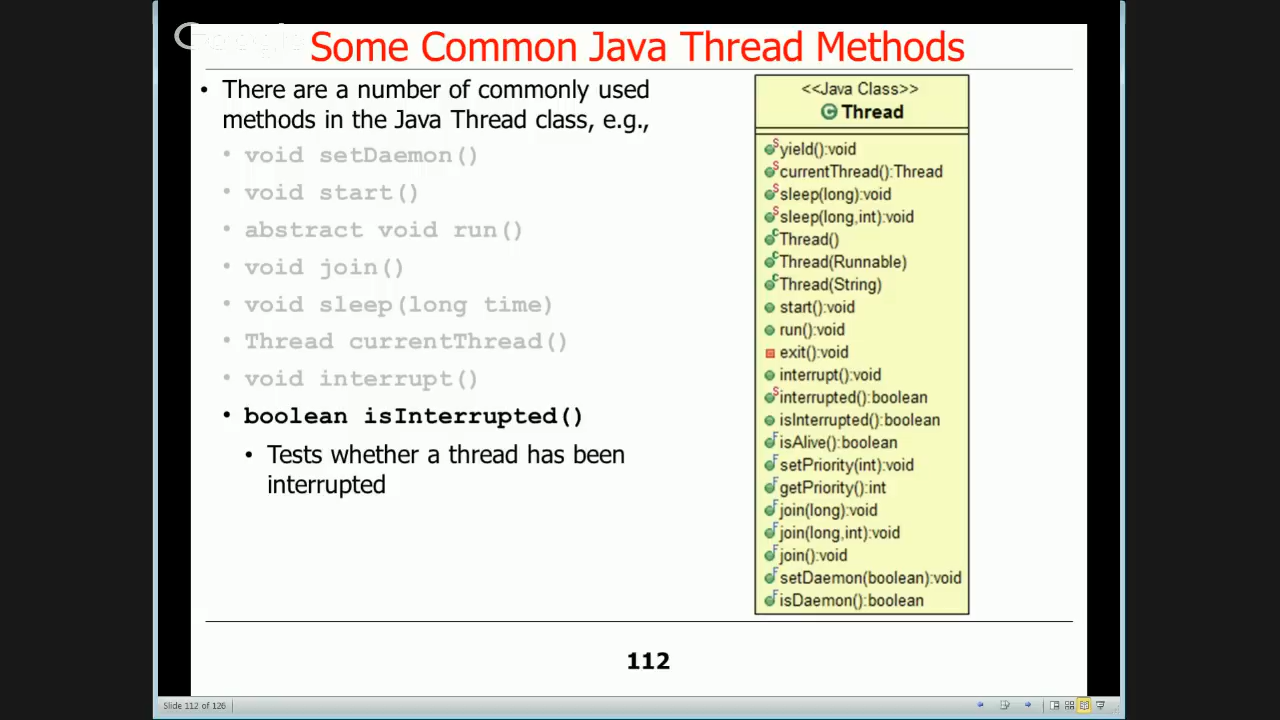 Some Common Java Thread Methods
• There are a number of commonly used
methods in the Java Thread class, e.g.,
• void setDaemon()
• void start()
• abstract void run()
• void join()
• void sleep(long time)
• Thread currentThread()
• void interrupt()
• boolean isInterrupted()
• Tests whether a thread has been
interrupted
<<Java Class>>
C Thread
S yield():void
S currentThread():Thread
S sleep(long):void
S sleep(long,int):void
C Thread()
C Thread(Runnable)
C Thread(String)
start():void
run():void
exit():void
interrupt():void
S interrupted():boolean
isInterrupted():boolean
F isAlive():boolean
F setPriority(int):void
F getPriority():int
F join(long):void
F join(long,int):void
F join():void
F setDaemon(boolean):void
F isDaemon():boolean
112
Slide 112 of 126